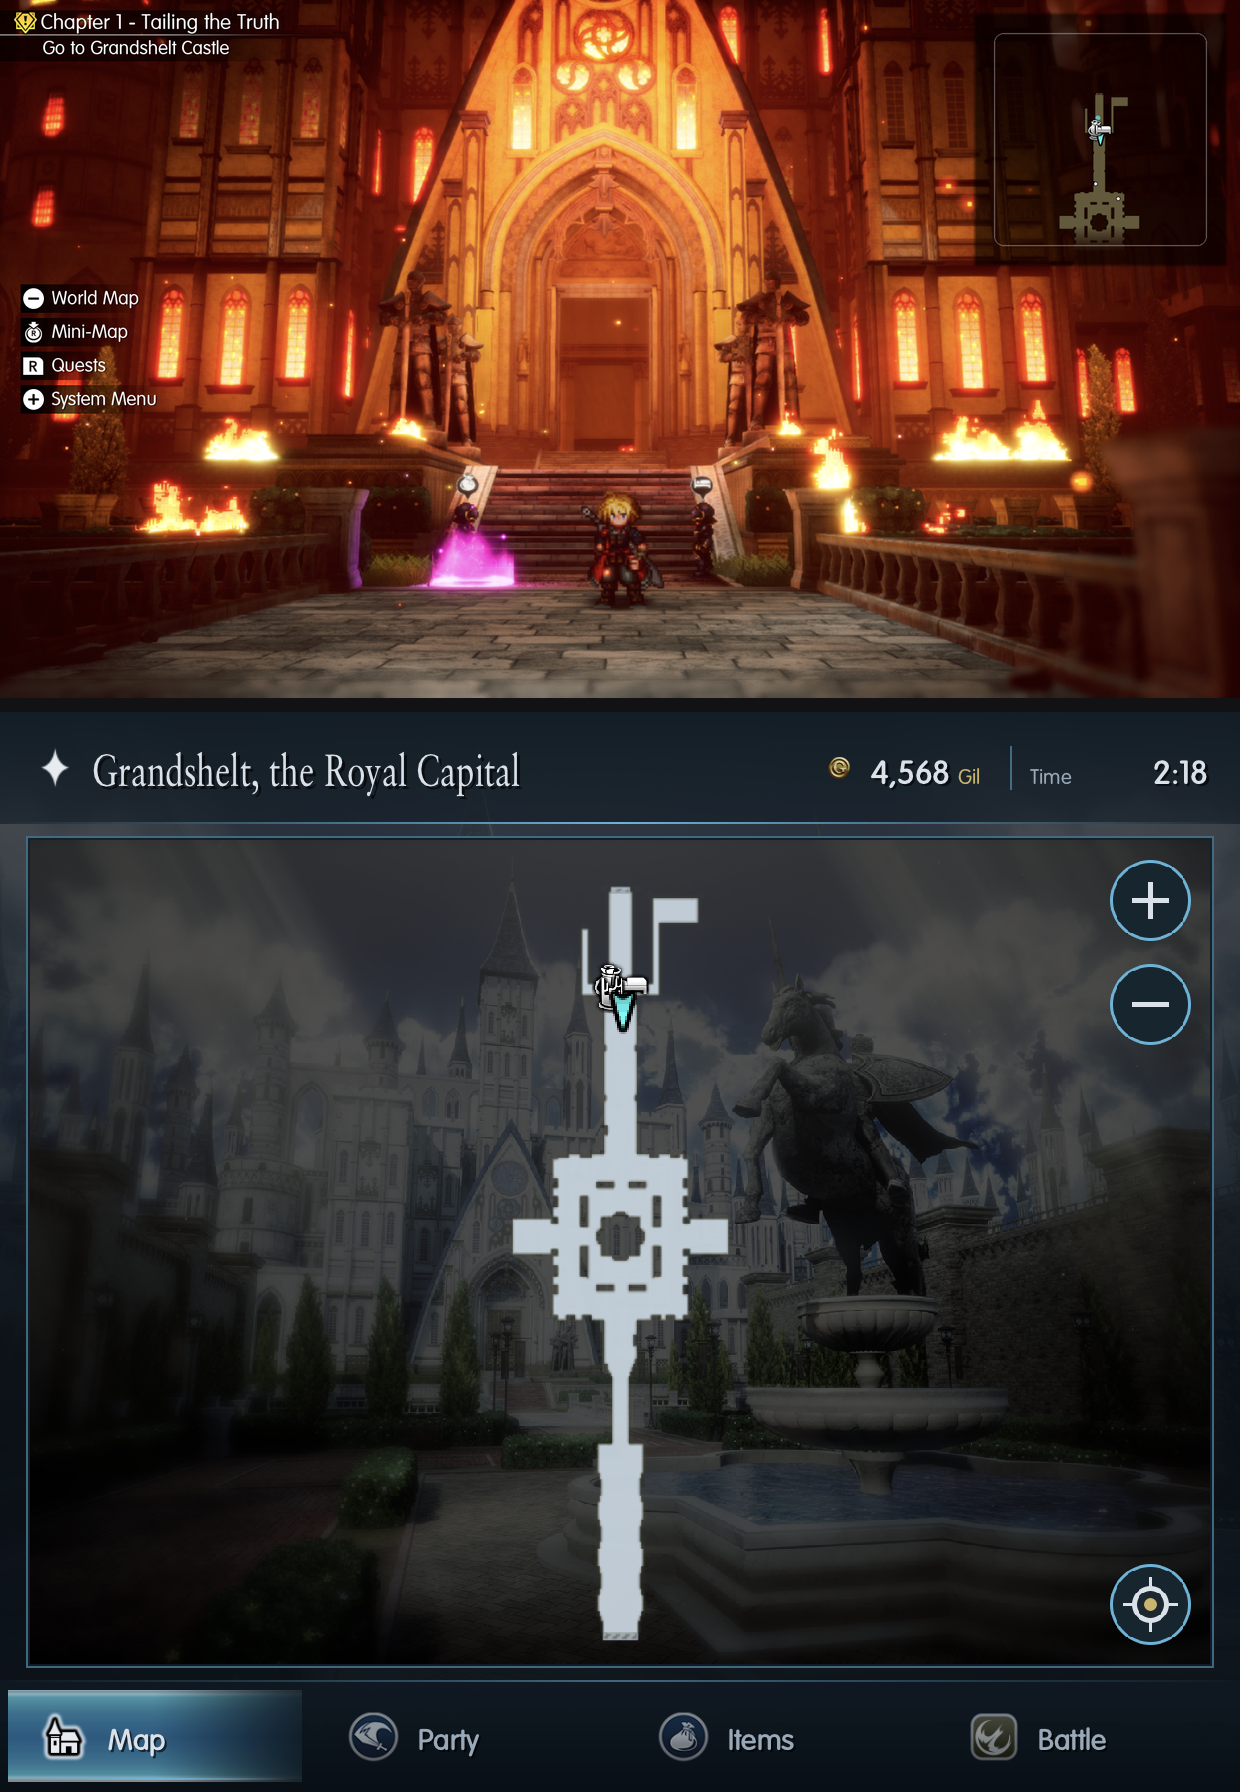 Chapter 1 - Tailing the Truth
Go to Grandshelt Castle
World Map
Mini-Map
R Quests
System Menu
Grandshelt, the Royal Capital
4,568 Gil
Time 2:18
Map
Party
Items
Battle